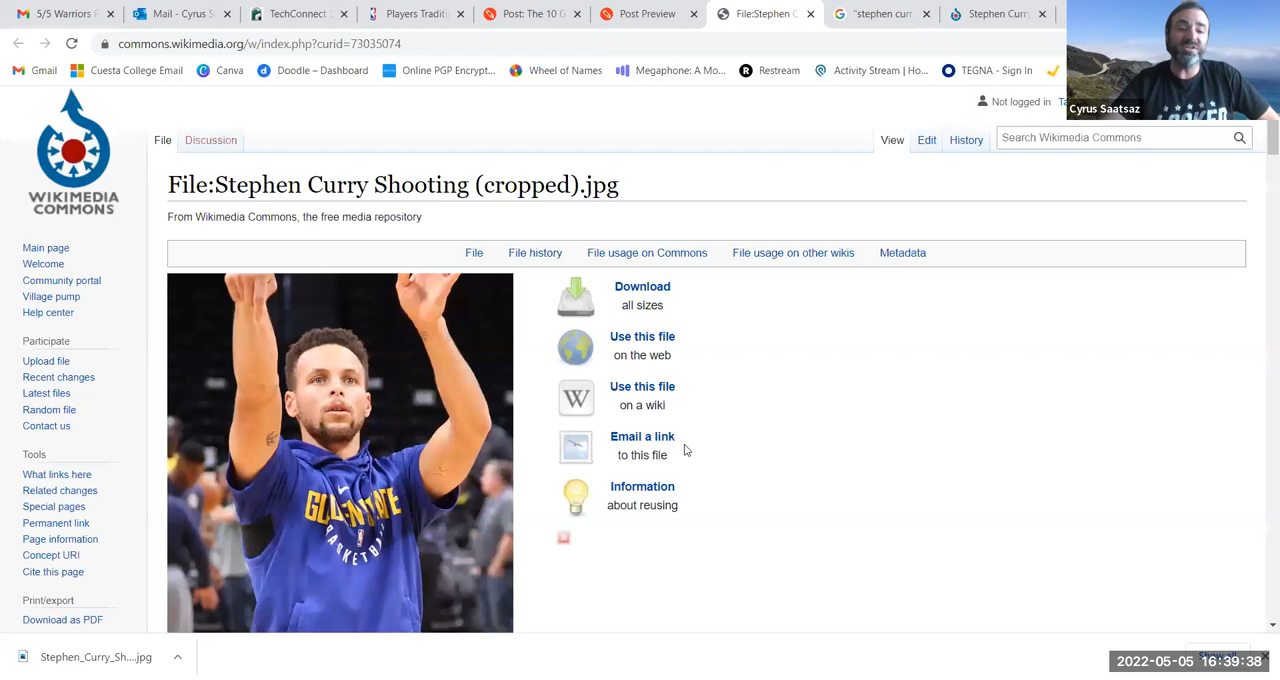 5/5 Warriors P
Mail - Cyrus S
TechConnect 2
Players Traditi
Post: The 10 G
Post Preview
File:Stephen C
"stephen curr
Stephen Curry
commons.wikimedia.org/w/index.php?curid=73035074
Gmail
Cuesta College Email
Canva
Doodle – Dashboard
Online PGP Encrypt...
Wheel of Names
Megaphone: A Mo...
Restream
Activity Stream | Ho...
TEGNA - Sign In
Cyrus Saatsaz
Not logged in
File
Discussion
View
Edit
History
Search Wikimedia Commons
WIKIMEDIA
COMMONS
File:Stephen Curry Shooting (cropped).jpg
From Wikimedia Commons, the free media repository
File
File history
File usage on Commons
File usage on other wikis
Metadata
Main page
Welcome
Community portal
Village pump
Help center
Participate
Upload file
Recent changes
Latest files
Random file
Contact us
Tools
What links here
Related changes
Special pages
Permanent link
Page information
Concept URI
Cite this page
Print/export
Download as PDF
GOLDEN STATE
BASKETBALL
Download
all sizes
Use this file
on the web
W
Use this file
on a wiki
Email a link
to this file
Information
about reusing
Stephen_Curry_Sh....jpg
Show all
2022-05-05 16:39:38